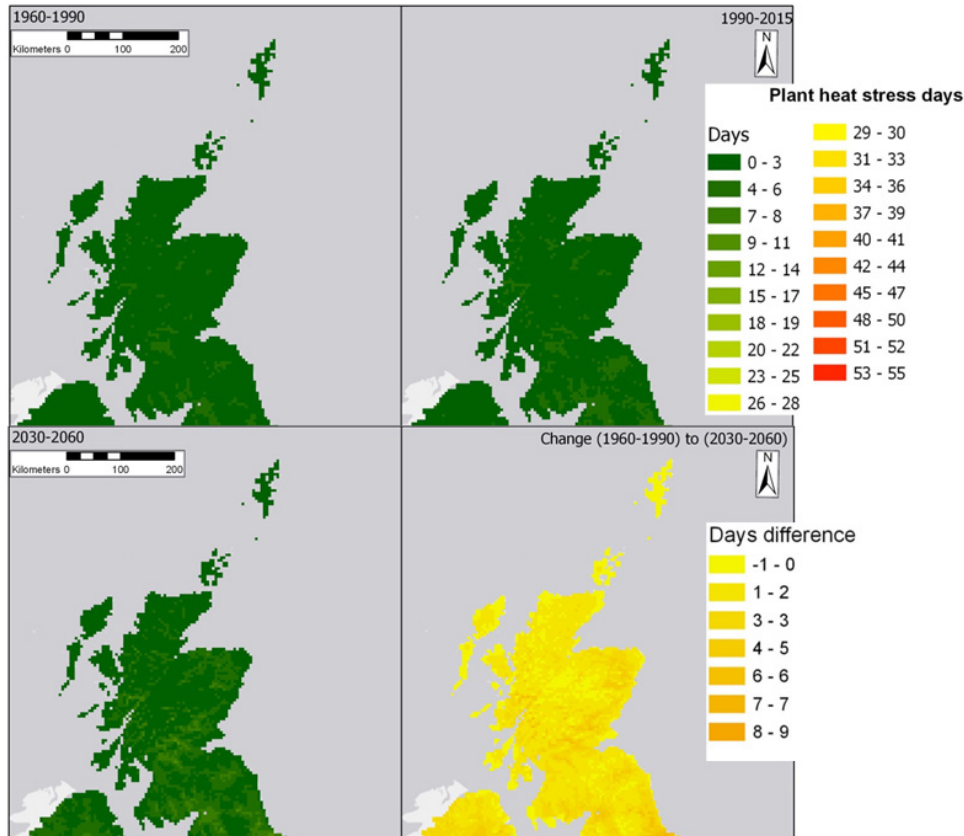 1960-1990
Kilometers 0 100 200
1990-2015
N
Plant heat stress days
Days
0 - 3
4 - 6
7 - 8
9 - 11
12 - 14
15 - 17
18 - 19
20 - 22
23 - 25
26 - 28
29 - 30
31 - 33
34 - 36
37 - 39
40 - 41
42 - 44
45 - 47
48 - 50
51 - 52
53 - 55
2030-2060
Kilometers 0 100 200
Change (1960-1990) to (2030-2060)
N
Days difference
-1 - 0
1 - 2
3 - 3
4 - 5
6 - 6
7 - 7
8 - 9